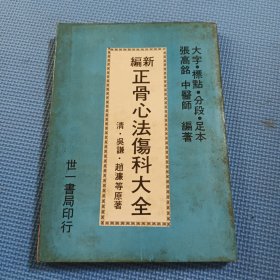 大字·標點·分段·足本
張高銘 中醫師 編著
新編 正骨心法傷科大全
清·吳謙·趙濂等原著
世一書局印行